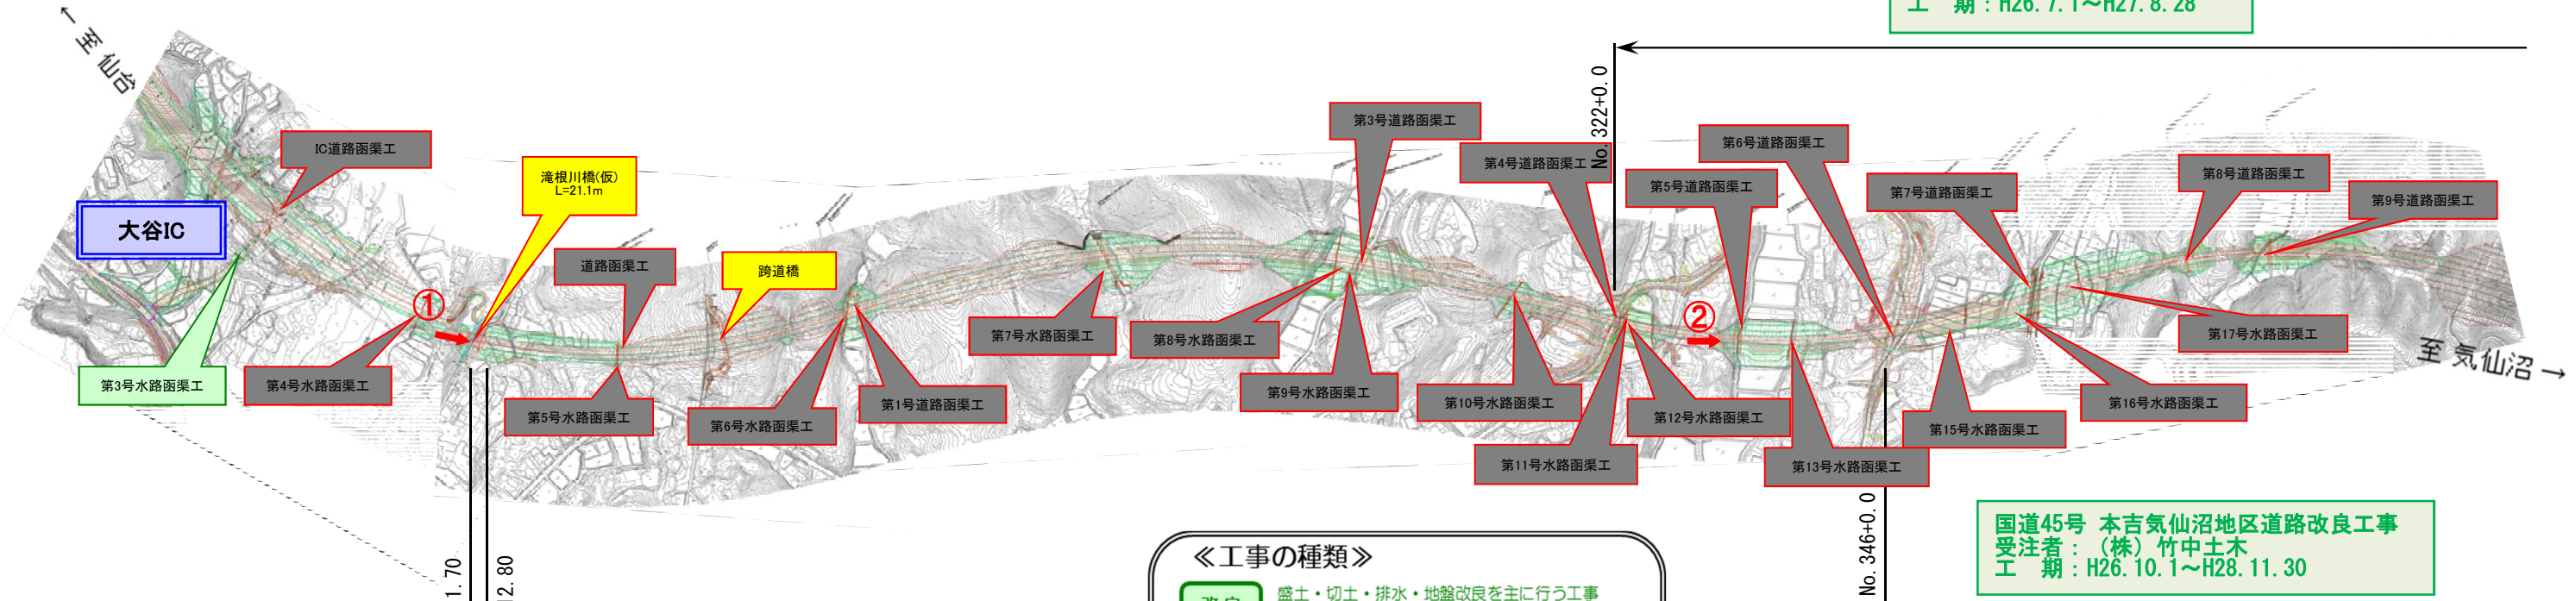 工　期：H26.7.1～H27.8.28
← 至 仙台
No.322+0.0
第3号道路函渠工
IC道路函渠工
第4号道路函渠工
第6号道路函渠工
滝根川橋(仮)
L=21.1m
第5号道路函渠工
第7号道路函渠工
第8号道路函渠工
第9号道路函渠工
大谷IC
道路函渠工
跨道橋
①
②
第7号水路函渠工
第8号水路函渠工
第17号水路函渠工
至 気仙沼 →
第3号水路函渠工
第4号水路函渠工
第5号水路函渠工
第6号水路函渠工
第1号道路函渠工
第9号水路函渠工
第10号水路函渠工
第12号水路函渠工
第15号水路函渠工
第16号水路函渠工
第11号水路函渠工
第13号水路函渠工
No.346+0.0
国道45号 本吉気仙沼地区道路改良工事
受注者：（株）竹中土木
工　期：H26.10.1～H28.11.30
1.70
2.80
≪工事の種類≫
改良
盛土・切土・排水・地盤改良を主に行う工事